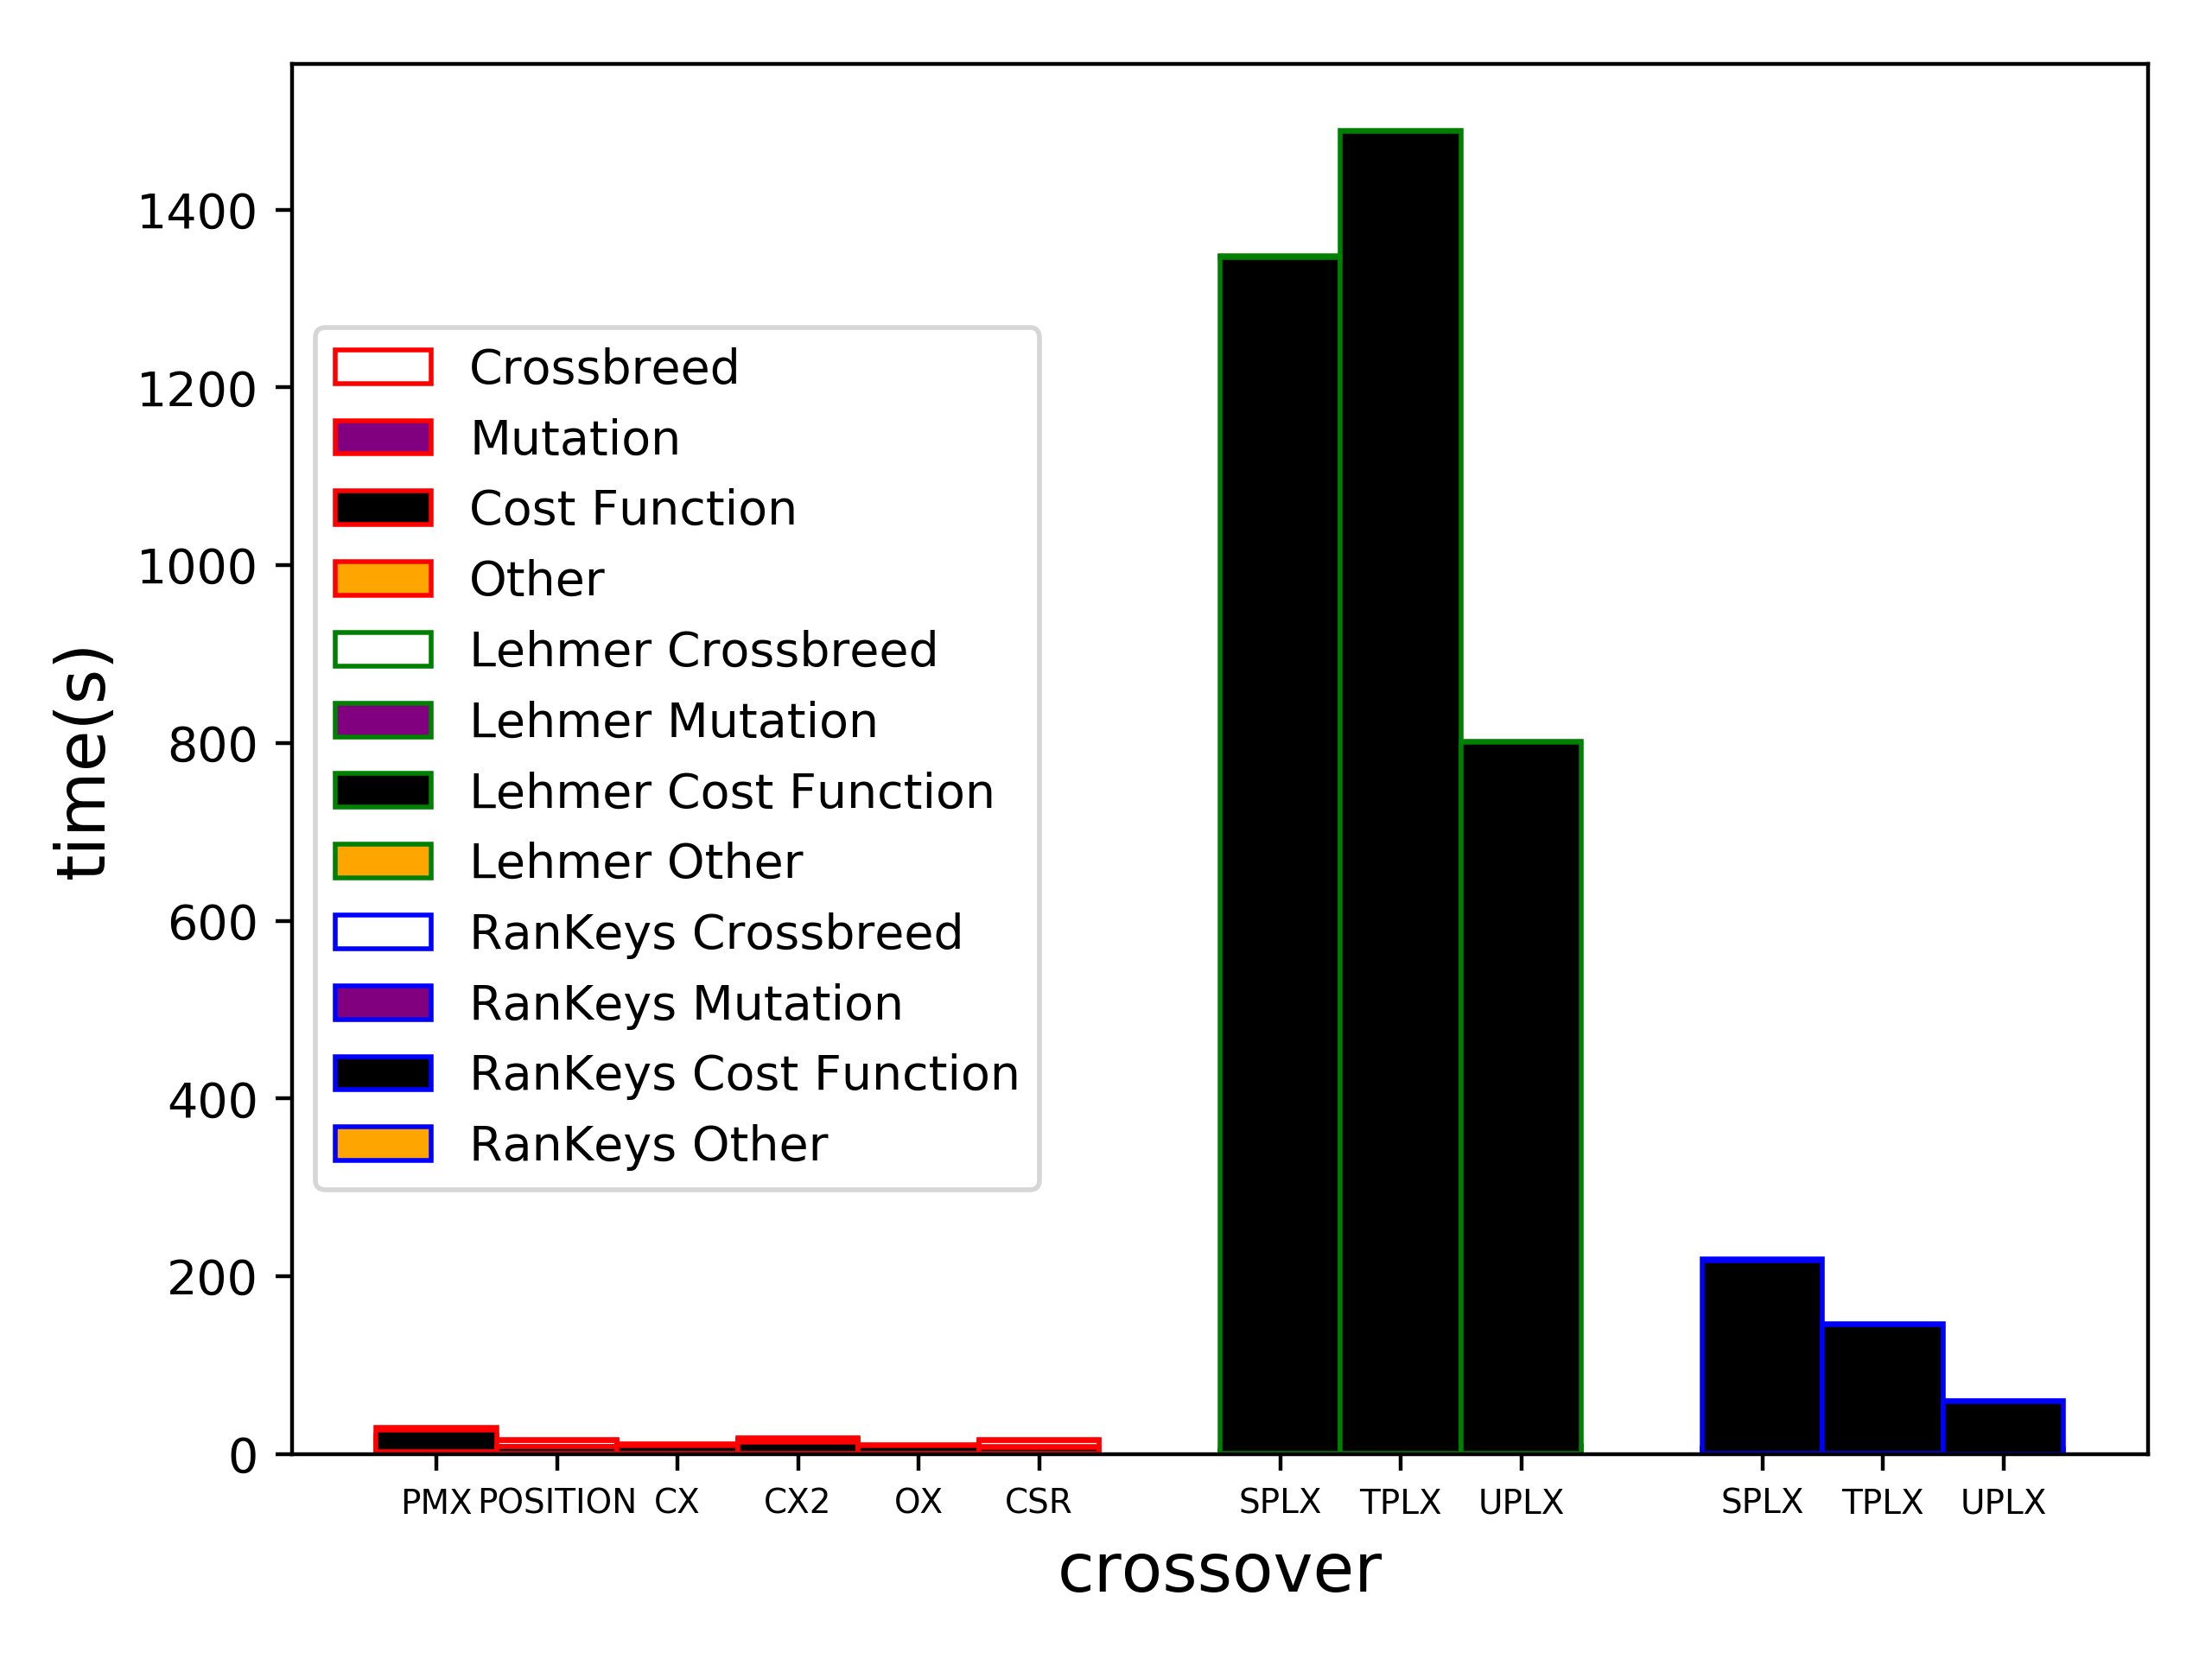 1400
1200
1000
800
600
400
200
0
time(s)
Crossbreed
Mutation
Cost Function
Other
Lehmer Crossbreed
Lehmer Mutation
Lehmer Cost Function
Lehmer Other
RanKeys Crossbreed
RanKeys Mutation
RanKeys Cost Function
RanKeys Other
PMX POSITION CX CX2 OX CSR SPLX TPLX UPLX SPLX TPLX UPLX
crossover